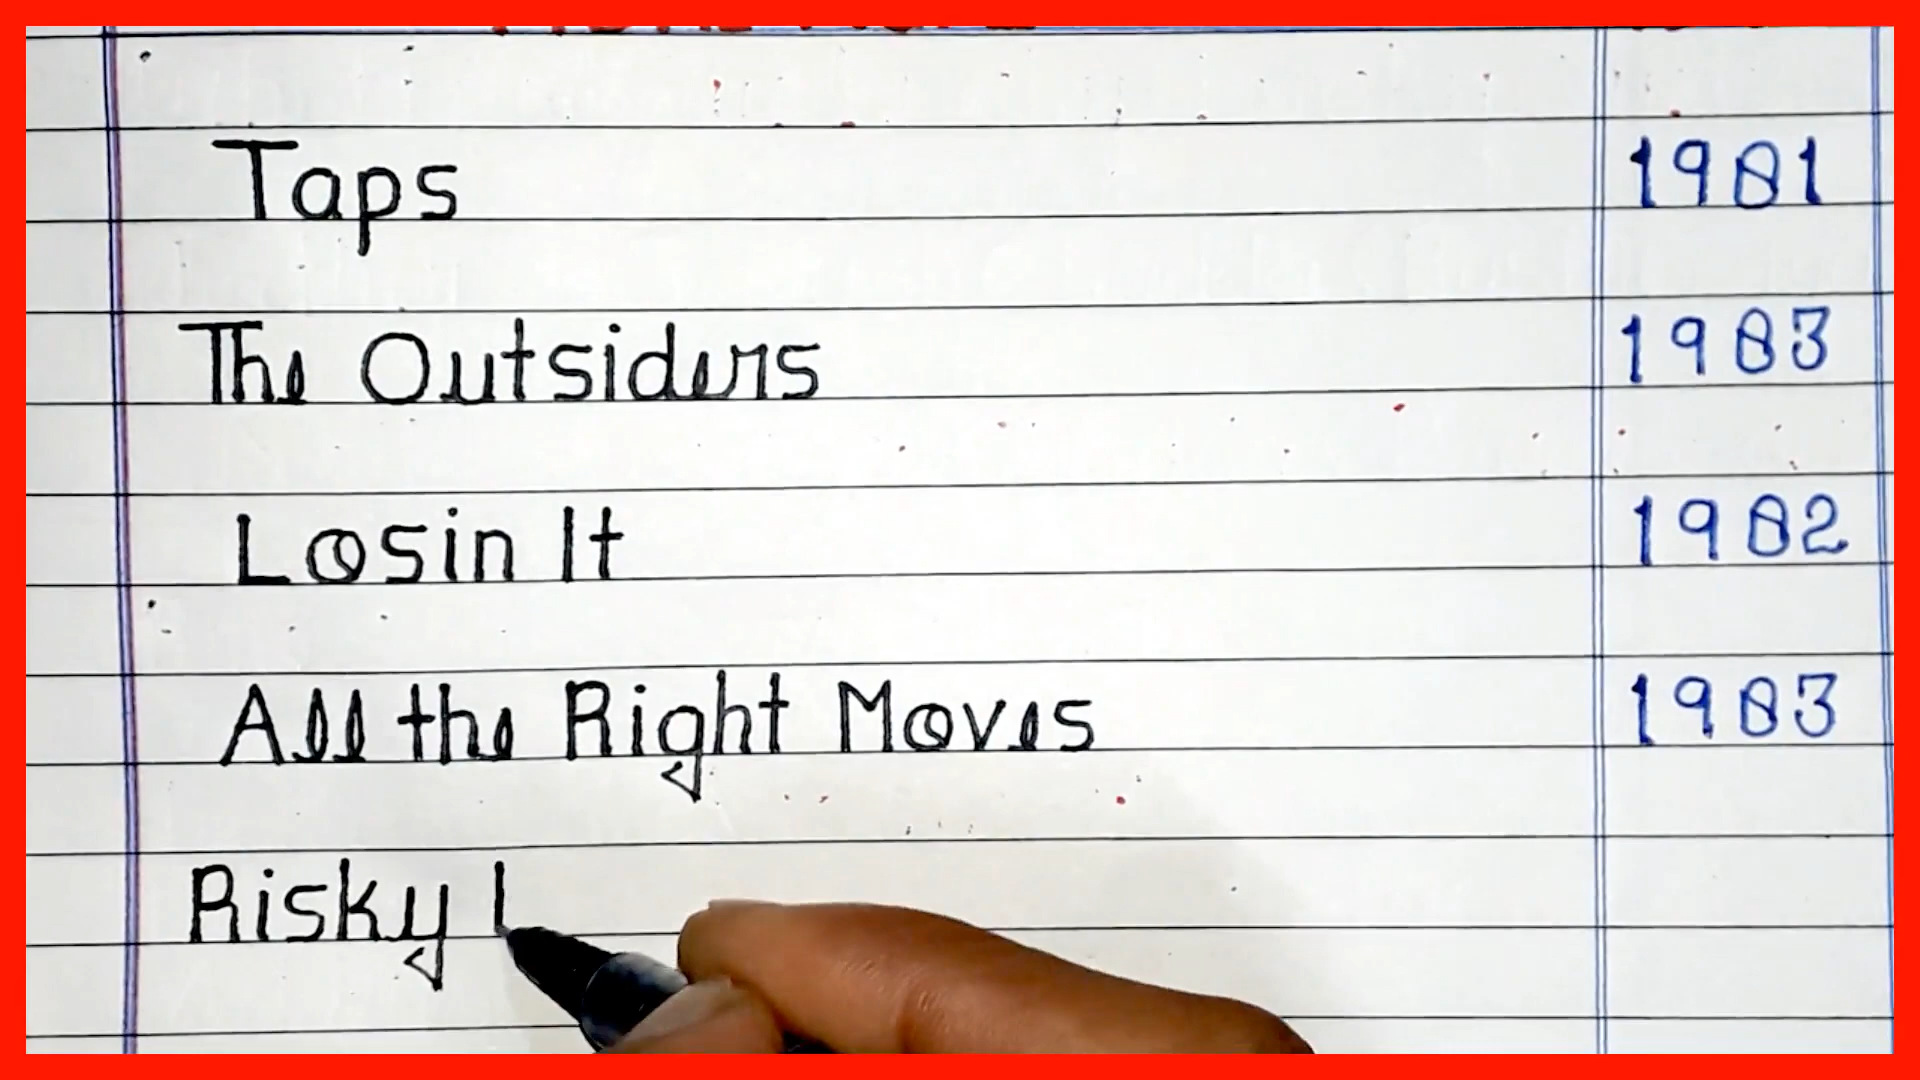 Taps 1981
The Outsiders 1983
Losin It 1982
All the Right Moves 1983
Risky